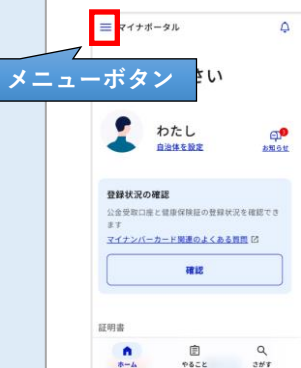 マイナポータル
メニューボタン
さい
わたし
自治体を設定
お知らせ
登録状況の確認
公金受取口座と健康保険証の登録状況を確認でき
ます
マイナンバーカード関連のよくある質問
確認
証明書
ホーム
やること
さがす